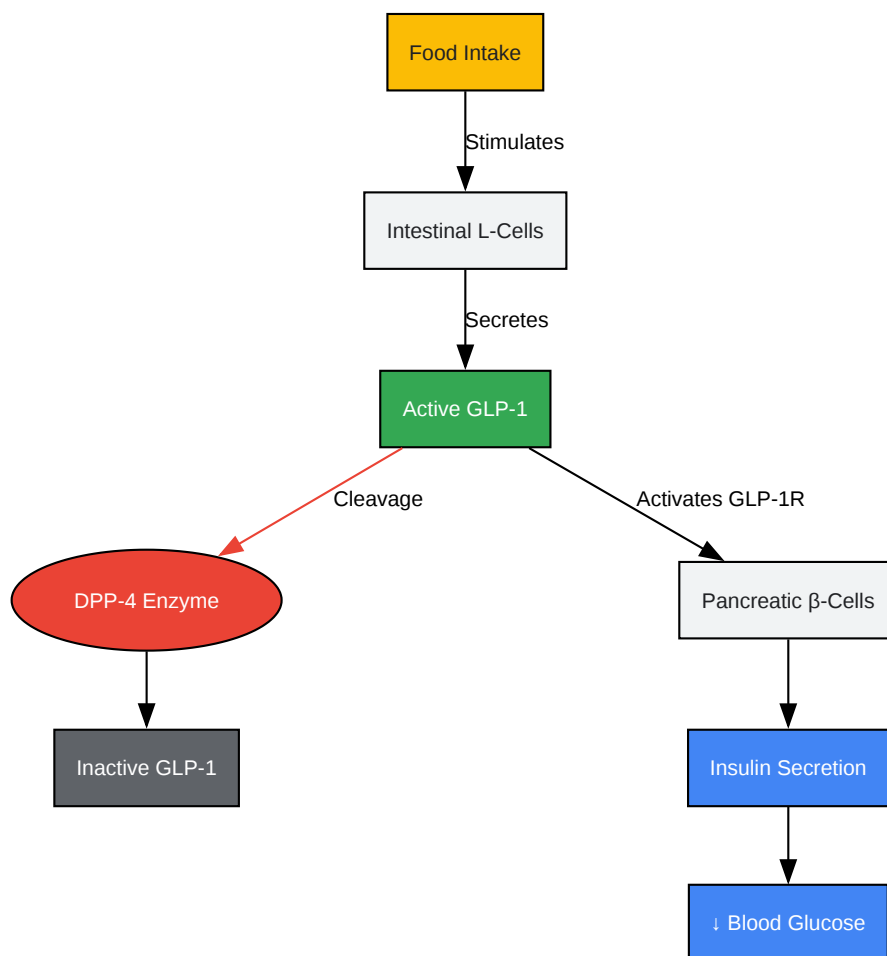 Food Intake
Stimulates
Intestinal L-Cells
Secretes
Active GLP-1
Cleavage
Activates GLP-1R
DPP-4 Enzyme
Pancreatic β-Cells
Inactive GLP-1
Insulin Secretion
↓ Blood Glucose